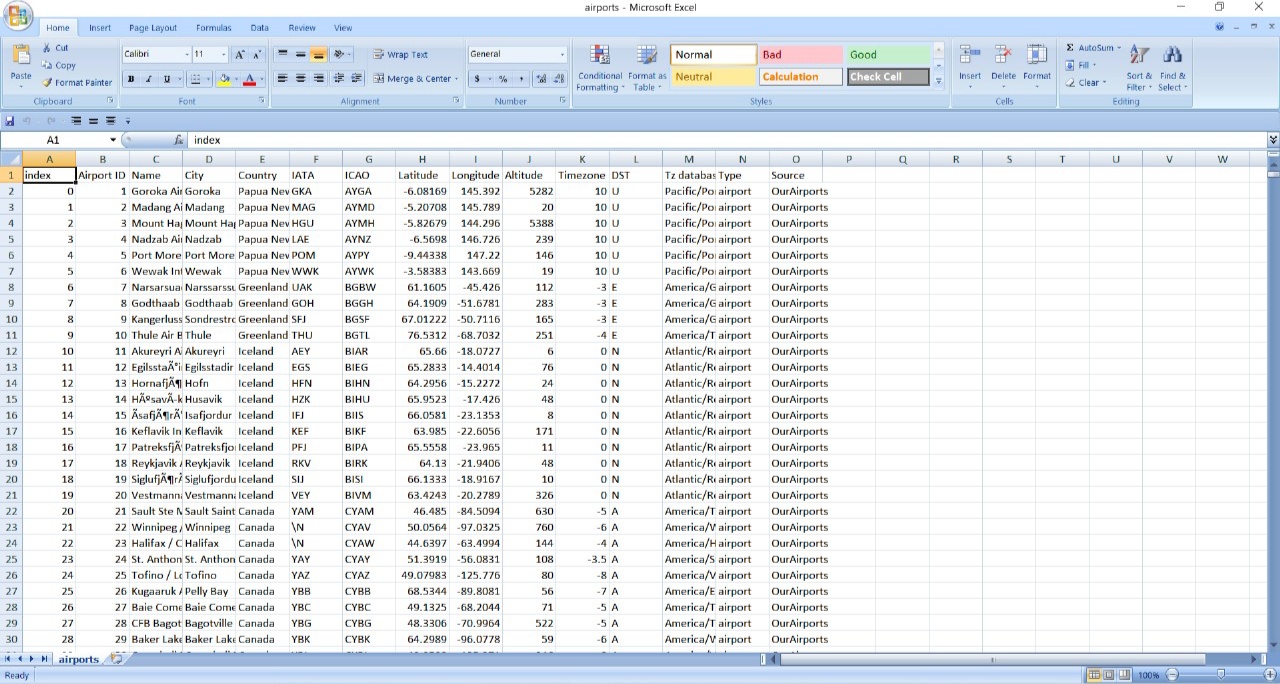 airports - Microsoft Excel
Home Insert Page Layout Formulas Data Review View
Cut
Copy
Format Painter
Paste
Clipboard
Calibri 11
B I U
Font
Wrap Text
Merge & Center
Alignment
General
$ % ,
Number
Conditional Formatting
Format as Table
Normal Bad Good
Neutral Calculation Check Cell
Styles
Insert Delete Format
Cells
Σ AutoSum
Fill
Clear
Sort & Filter
Find & Select
Editing
A1 fx index
A B C D E F G H I J K L M N O P Q R S T U V W
1 index Airport ID Name City Country IATA ICAO Latitude Longitude Altitude Timezone DST Tz databas Type Source
2 0 1 Goroka Air Goroka Papua New GKA AYGA -6.08169 145.392 5282 10 U Pacific/Po airport OurAirports
3 1 2 Madang Ai Madang Papua New MAG AYMD -5.20708 145.789 20 10 U Pacific/Po airport OurAirports
4 2 3 Mount Hag Mount Hag Papua New HGU AYMH -5.82679 144.296 5388 10 U Pacific/Po airport OurAirports
5 3 4 Nadzab Air Nadzab Papua New LAE AYNZ -6.5698 146.726 239 10 U Pacific/Po airport OurAirports
6 4 5 Port More Port More Papua New POM AYPY -9.44338 147.22 146 10 U Pacific/Po airport OurAirports
7 5 6 Wewak Int Wewak Papua New WWK AYWK -3.58383 143.669 19 10 U Pacific/Po airport OurAirports
8 6 7 Narsarsua Narssarssu Greenland UAK BGBW 61.1605 -45.426 112 -3 E America/G airport OurAirports
9 7 8 Godthaab Godthaab Greenland GOH BGGH 64.1909 -51.6781 283 -3 E America/G airport OurAirports
10 8 9 Kangerluss Sondrestro Greenland SFJ BGSF 67.01222 -50.7116 165 -3 E America/G airport OurAirports
11 9 10 Thule Air B Thule Greenland THU BGTL 76.5312 -68.7032 251 -4 E America/T airport OurAirports
12 10 11 Akureyri A Akureyri Iceland AEY BIAR 65.66 -18.0727 6 0 N Atlantic/Re airport OurAirports
13 11 12 EgilsstaÃ°i Egilsstadir Iceland EGS BIEG 65.2833 -14.4014 76 0 N Atlantic/Re airport OurAirports
14 12 13 HornafjÃ¶ Hofn Iceland HFN BIHN 64.2956 -15.2272 24 0 N Atlantic/Re airport OurAirports
15 13 14 HÃºsavÃ­k Husavik Iceland HZK BIHU 65.9523 -17.426 48 0 N Atlantic/Re airport OurAirports
16 14 15 ÃsafjÃ¶rÃ° Isafjordur Iceland IFJ BIIS 66.0581 -23.1353 8 0 N Atlantic/Re airport OurAirports
17 15 16 Keflavik In Keflavik Iceland KEF BIKF 63.985 -22.6056 171 0 N Atlantic/Re airport OurAirports
18 16 17 PatreksfjÃ Patreksfjo Iceland PFJ BIPA 65.5558 -23.965 11 0 N Atlantic/Re airport OurAirports
19 17 18 Reykjavik Reykjavik Iceland RKV BIRK 64.13 -21.9406 48 0 N Atlantic/Re airport OurAirports
20 18 19 SiglufjÃ¶rÃ Siglufjordu Iceland SIJ BISI 66.1333 -18.9167 10 0 N Atlantic/Re airport OurAirports
21 19 20 Vestmann Vestmanna Iceland VEY BIVM 63.4243 -20.2789 326 0 N Atlantic/Re airport OurAirports
22 20 21 Sault Ste M Sault Saint Canada YAM CYAM 46.485 -84.5094 630 -5 A America/T airport OurAirports
23 21 22 Winnipeg / Winnipeg Canada \N CYAV 50.0564 -97.0325 760 -6 A America/W airport OurAirports
24 22 23 Halifax / C Halifax Canada \N CYAW 44.6397 -63.4994 144 -4 A America/H airport OurAirports
25 23 24 St. Anthon St. Anthon Canada YAY CYAY 51.3919 -56.0831 108 -3.5 A America/S airport OurAirports
26 24 25 Tofino / Lo Tofino Canada YAZ CYAZ 49.07983 -125.776 80 -8 A America/V airport OurAirports
27 25 26 Kugaaruk Pelly Bay Canada YBB CYBB 68.5344 -89.8081 56 -7 A America/E airport OurAirports
28 26 27 Baie Come Baie Come Canada YBC CYBC 49.1325 -68.2044 71 -5 A America/T airport OurAirports
29 27 28 CFB Bagot Bagotville Canada YBG CYBG 48.3306 -70.9964 522 -5 A America/T airport OurAirports
30 28 29 Baker Lake Baker Lake Canada YBK CYBK 64.2989 -96.0778 59 -6 A America/W airport OurAirports
airports
Ready 100%